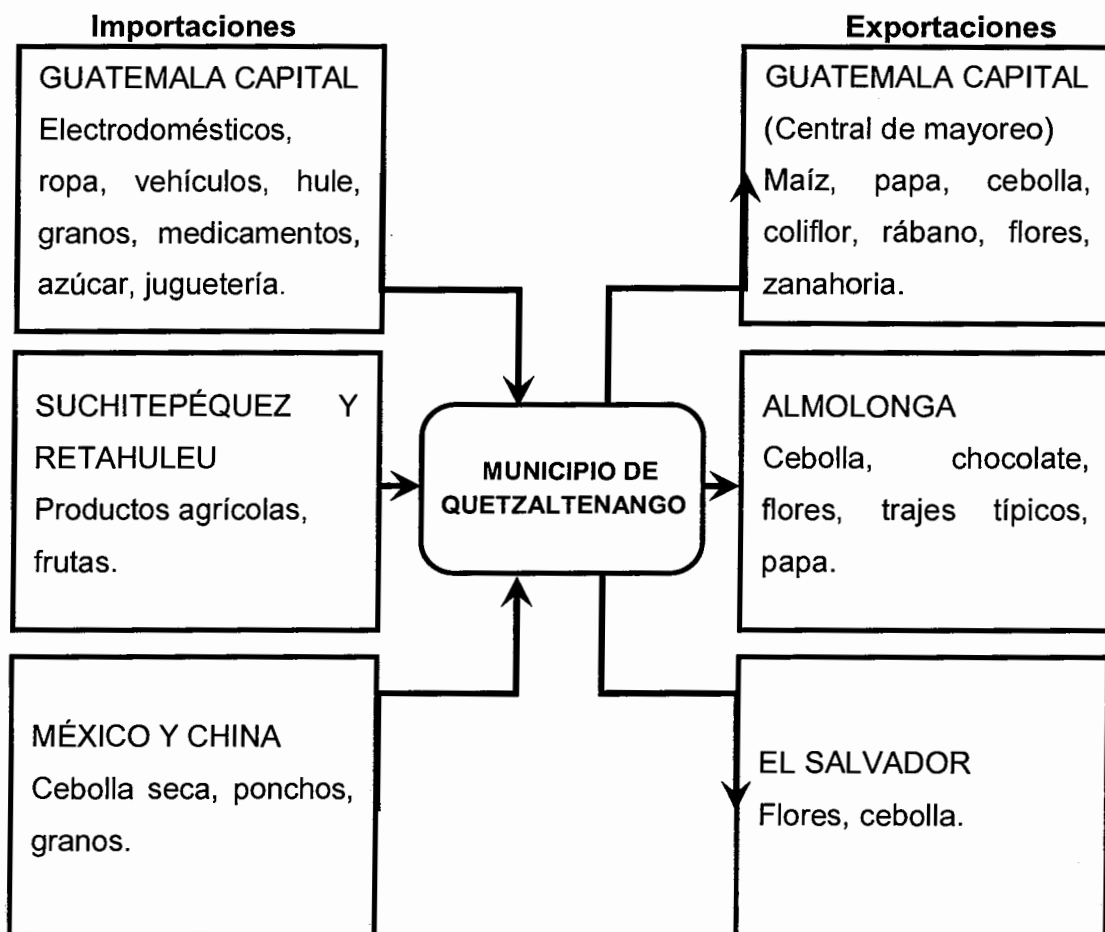 Importaciones
GUATEMALA CAPITAL
Electrodomésticos,
ropa, vehículos, hule,
granos, medicamentos,
azúcar, juguetería.
SUCHITEPÉQUEZ Y
RETAHULEU
Productos agrícolas,
frutas.
MÉXICO Y CHINA
Cebolla seca, ponchos,
granos.
MUNICIPIO DE
QUETZALTENANGO
Exportaciones
GUATEMALA CAPITAL
(Central de mayoreo)
Maíz, papa, cebolla,
coliflor, rábano, flores,
zanahoria.
ALMOLONGA
Cebolla, chocolate,
flores, trajes típicos,
papa.
EL SALVADOR
Flores, cebolla.